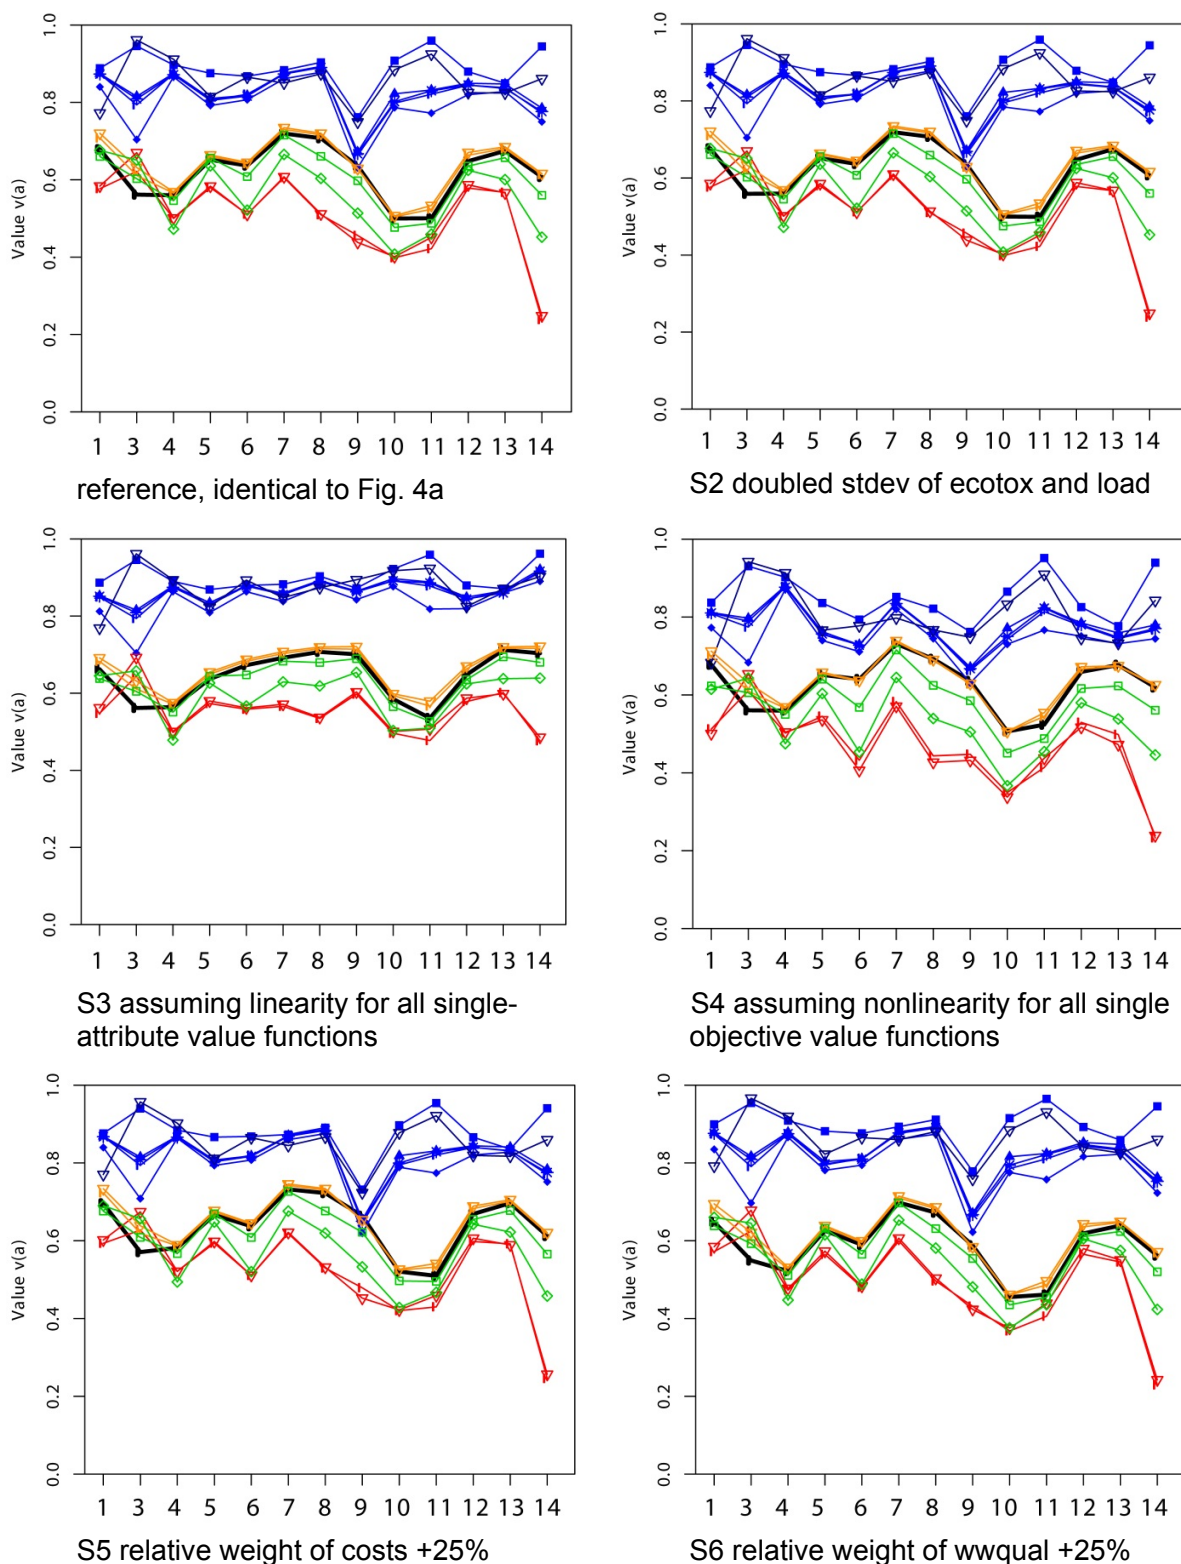 1.0
0.8
0.6
0.4
0.2
0.0
Value v(a)
1 3 4 5 6 7 8 9 10 11 12 13 14
reference, identical to Fig. 4a
1.0
0.8
0.6
0.4
0.2
0.0
Value v(a)
1 3 4 5 6 7 8 9 10 11 12 13 14
S2 doubled stdev of ecotox and load
1.0
0.8
0.6
0.4
0.2
0.0
Value v(a)
1 3 4 5 6 7 8 9 10 11 12 13 14
S3 assuming linearity for all single-
attribute value functions
1.0
0.8
0.6
0.4
0.2
0.0
Value v(a)
1 3 4 5 6 7 8 9 10 11 12 13 14
S4 assuming nonlinearity for all single
objective value functions
1.0
0.8
0.6
0.4
0.2
0.0
Value v(a)
1 3 4 5 6 7 8 9 10 11 12 13 14
S5 relative weight of costs +25%
1.0
0.8
0.6
0.4
0.2
0.0
Value v(a)
1 3 4 5 6 7 8 9 10 11 12 13 14
S6 relative weight of wwqual +25%